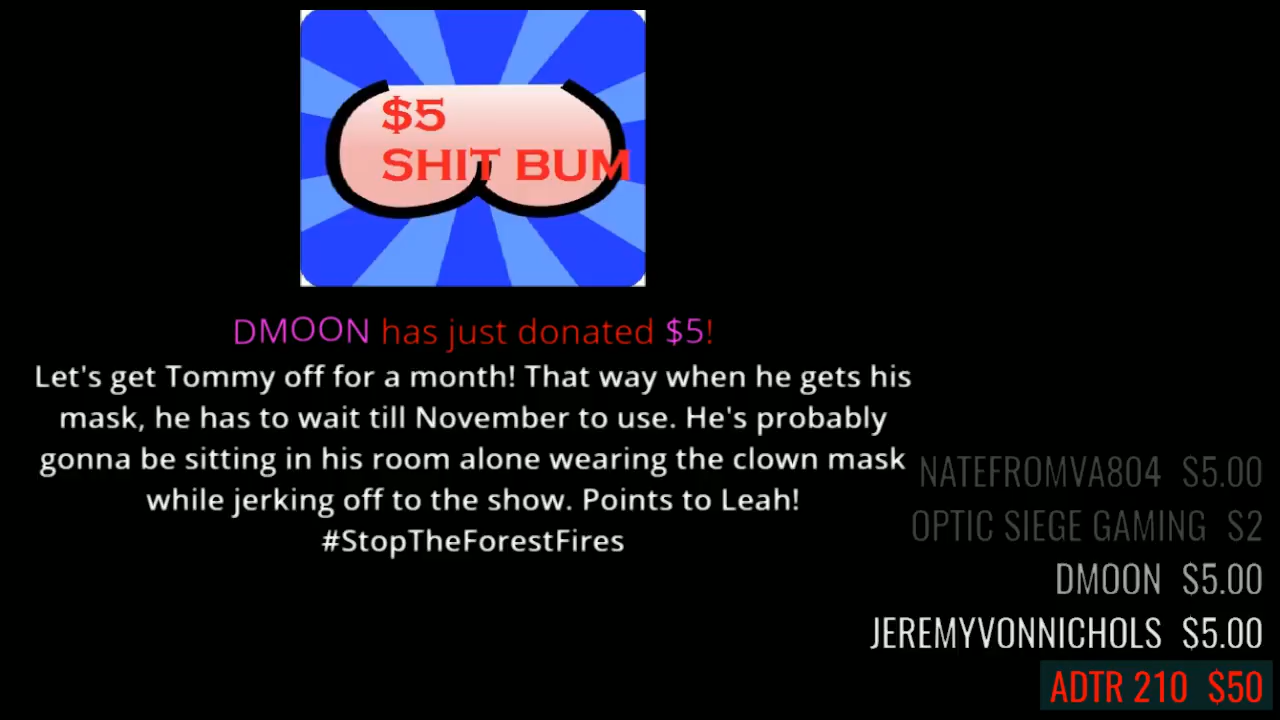 $5
SHIT BUM
DMOON has just donated $5!
Let's get Tommy off for a month! That way when he gets his
mask, he has to wait till November to use. He's probably
gonna be sitting in his room alone wearing the clown mask
while jerking off to the show. Points to Leah!
#StopTheForestFires
NATEFROMVA804 $5.00
OPTIC SIEGE GAMING $2
DMOON $5.00
JEREMYVONNICHOLS $5.00
ADTR 210 $50